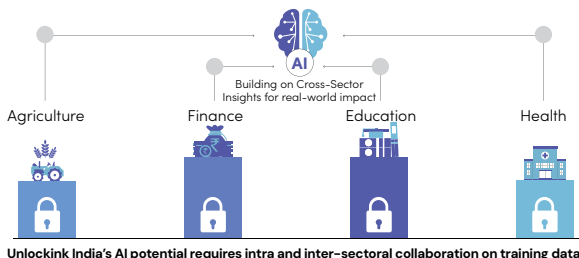 AI
Building on Cross-Sector
Insights for real-world impact
Agriculture
Finance
Education
Health
₹
Unlockink India's AI potential requires intra and inter-sectoral collaboration on training data